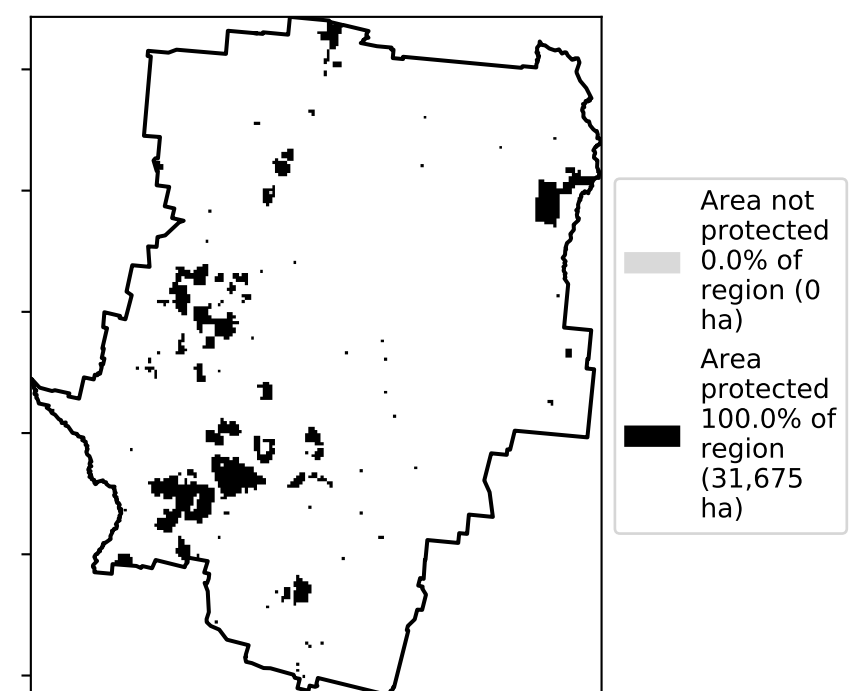 Area not
protected
0.0% of
region (0
ha)
Area
protected
100.0% of
region
(31,675
ha)